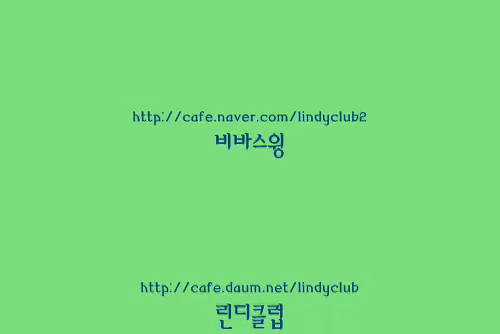 http://cafe.naver.com/lindyclub2
비바스윙
http://cafe.daum.net/lindyclub
린디클럽